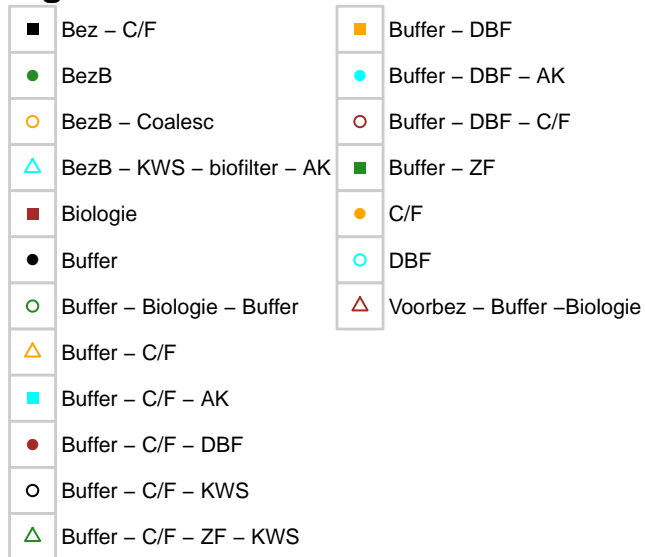 Bez – C/F
BezB
BezB – Coalesc
BezB – KWS – biofilter – AK
Biologie
Buffer
Buffer – Biologie – Buffer
Buffer – C/F
Buffer – C/F – AK
Buffer – C/F – DBF
Buffer – C/F – KWS
Buffer – C/F – ZF – KWS
Buffer – DBF
Buffer – DBF – AK
Buffer – DBF – C/F
Buffer – ZF
C/F
DBF
Voorbez – Buffer –Biologie